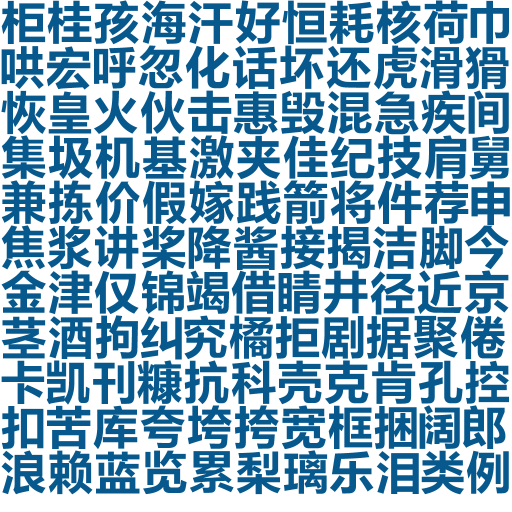 柜桂孩海汗好恒耗核荷巾
哄宏呼忽化话坏还虎滑猾
恢皇火伙击惠毁混急疾间
集圾机基激夹佳纪技肩舅
兼拣价假嫁践箭将件荐申
焦浆讲桨降酱接揭洁脚今
金津仅锦竭借睛井径近京
茎酒拘纠究橘拒剧据聚倦
卡凯刊糠抗科壳克肯孔控
扣苦库夸垮挎宽框捆阔郎
浪赖蓝览累梨璃乐泪类例